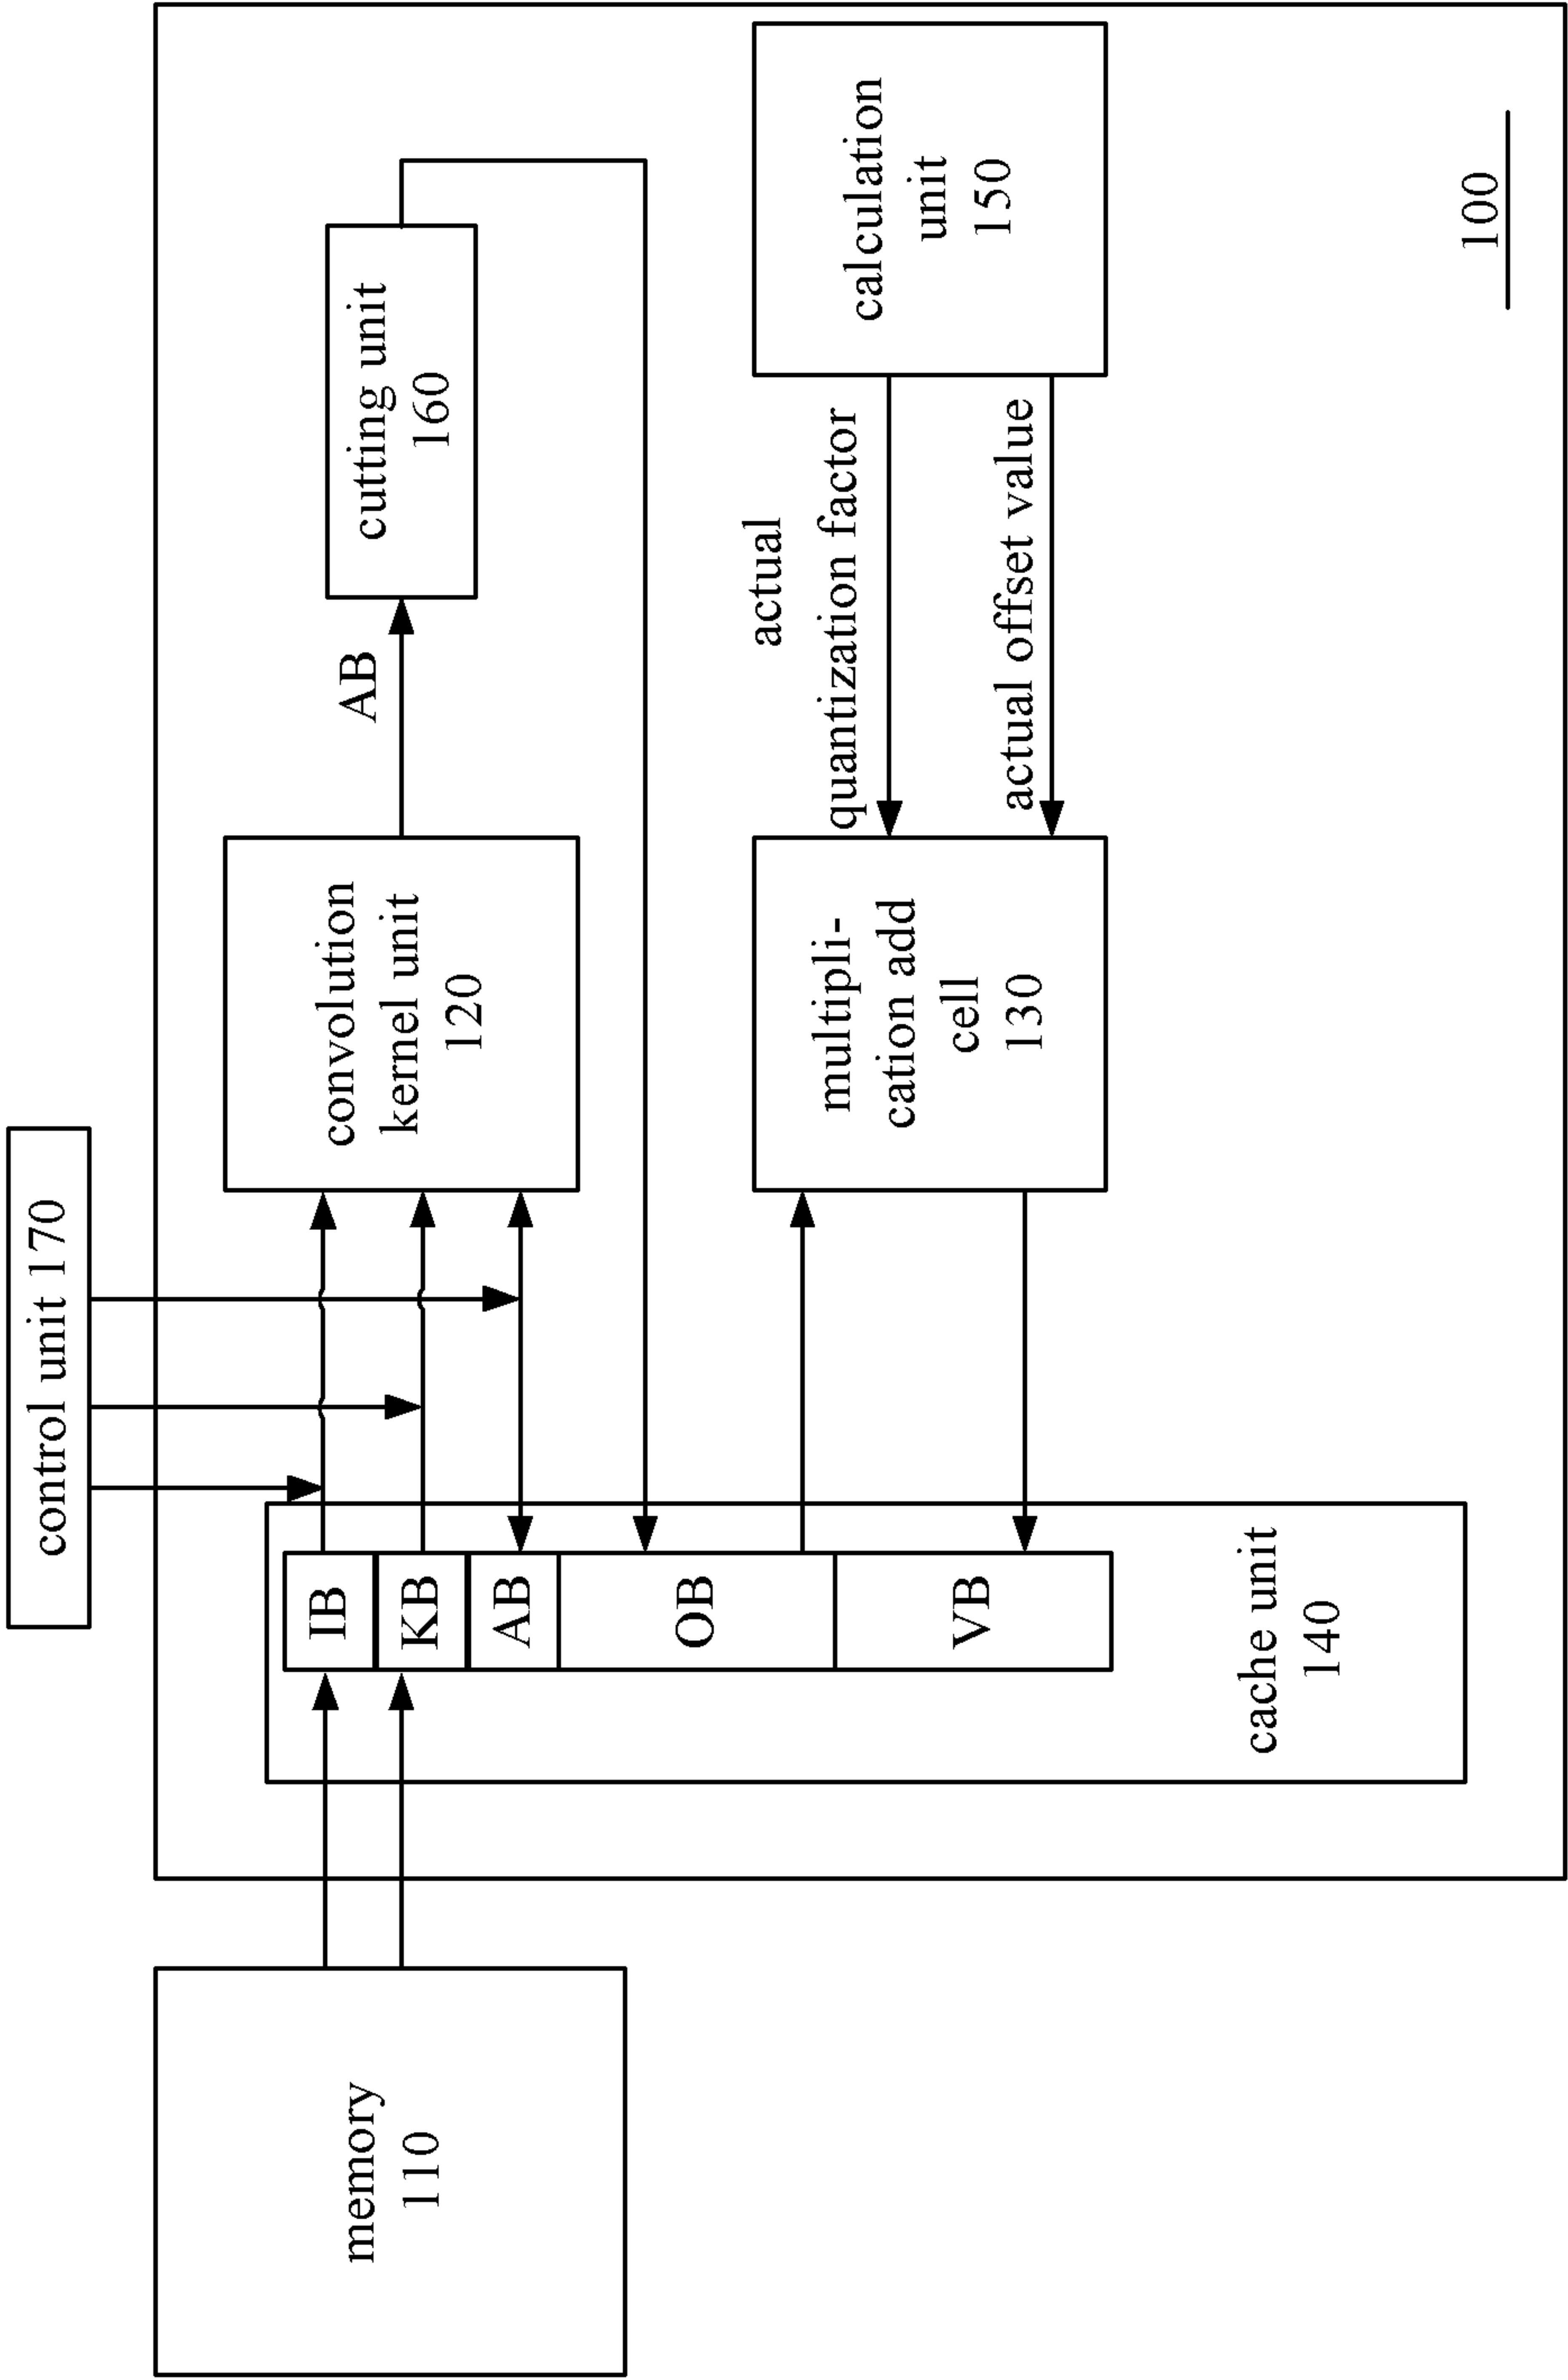 control unit 170
memory
110
IB
KB
AB
OB
VB
cache unit
140
convolution
kernel unit
120
AB
cutting unit
160
multipli-
cation add
cell
130
actual
quantization factor
actual offset value
calculation
unit
150
100